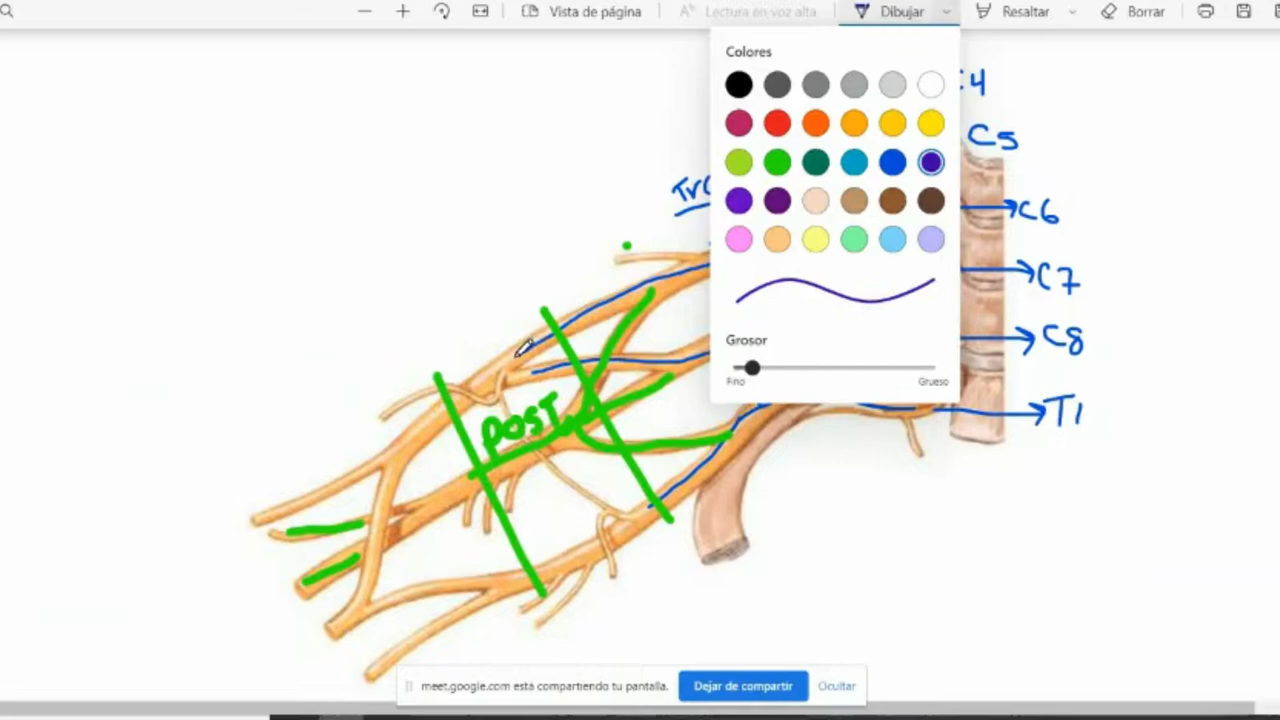 Vista de página
Lectura en voz alta
Dibujar
Resaltar
Borrar
Colores
C5
C6
C7
Grosor
C8
Fino
Grueso
T1
POST
meet.google.com está compartiendo tu pantalla.
Dejar de compartir
Ocultar